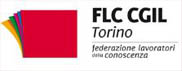 FLC CGIL
Torino
federazione lavoratori
della conoscenza